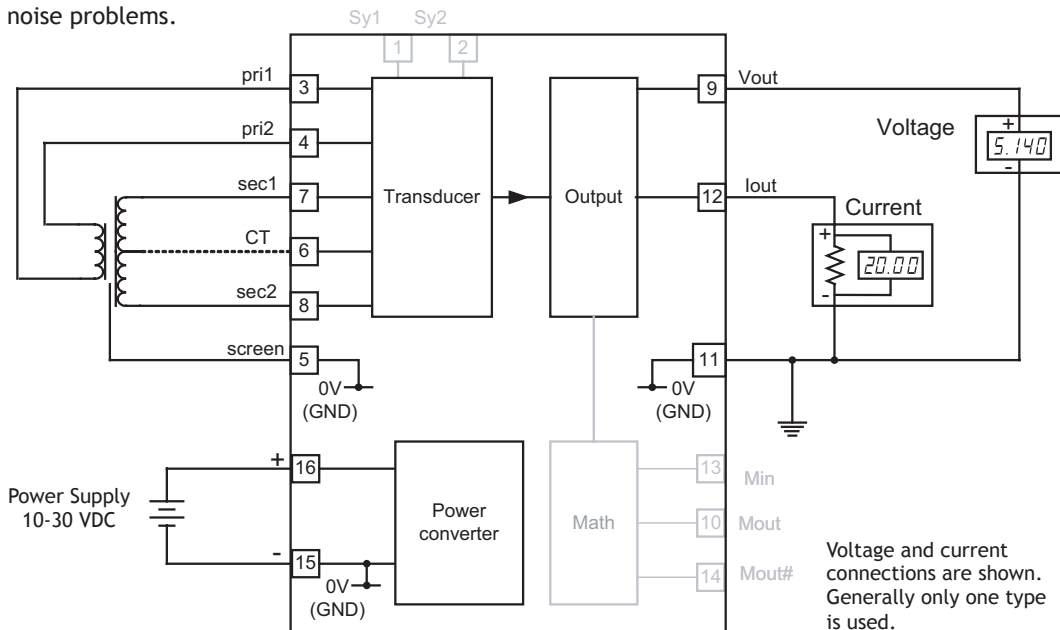 noise problems.
Sy1 Sy2
1 2
pri1 3
pri2 4
sec1 7
CT 6
sec2 8
screen 5
0V
(GND)
Transducer
Output
9 Vout
12 Iout
Voltage
+
5.140
-
Current
+
20.00
-
11
0V
(GND)
Power Supply
10-30 VDC
+ 16
- 15
0V
(GND)
Power
converter
Math
13 Min
10 Mout
14 Mout#
Voltage and current
connections are shown.
Generally only one type
is used.